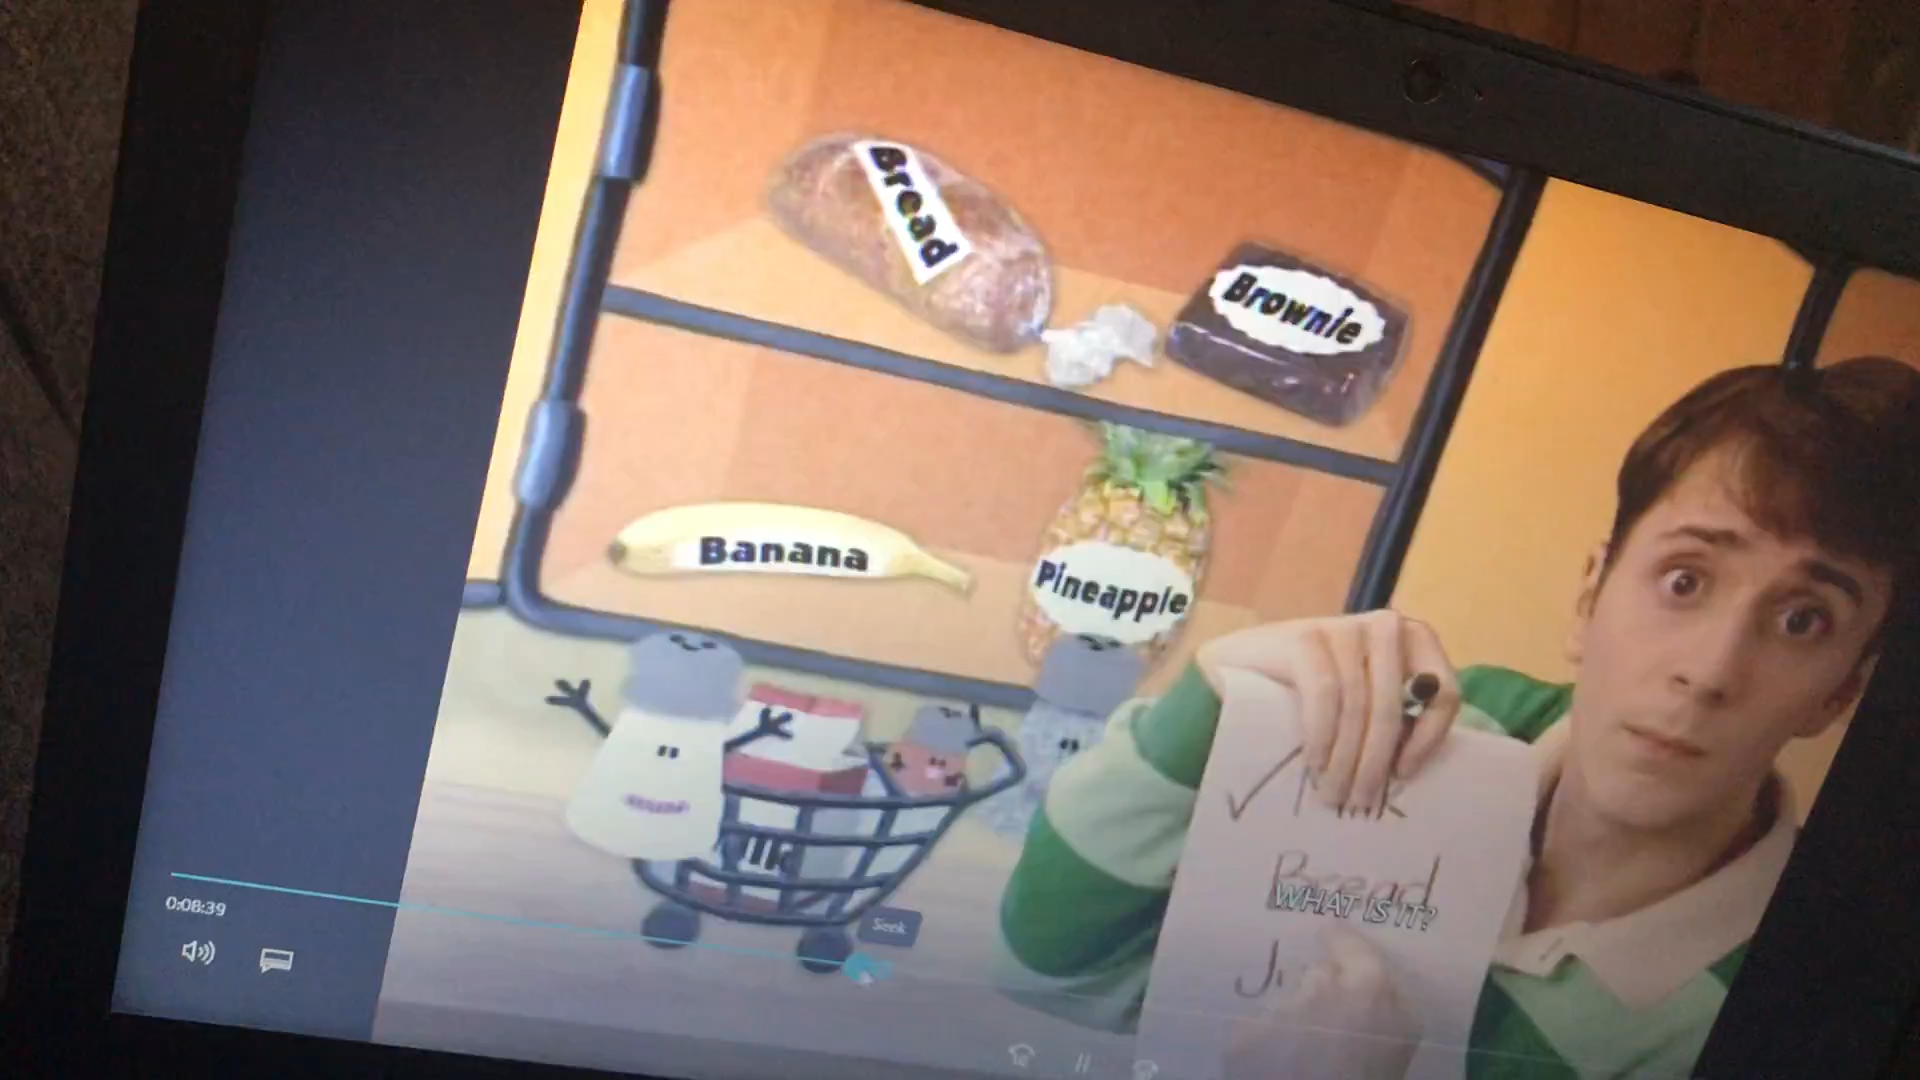 Bread
Brownie
Banana
Pineapple
Milk
Bread
WHAT IS IT?
0:08:39
Seek